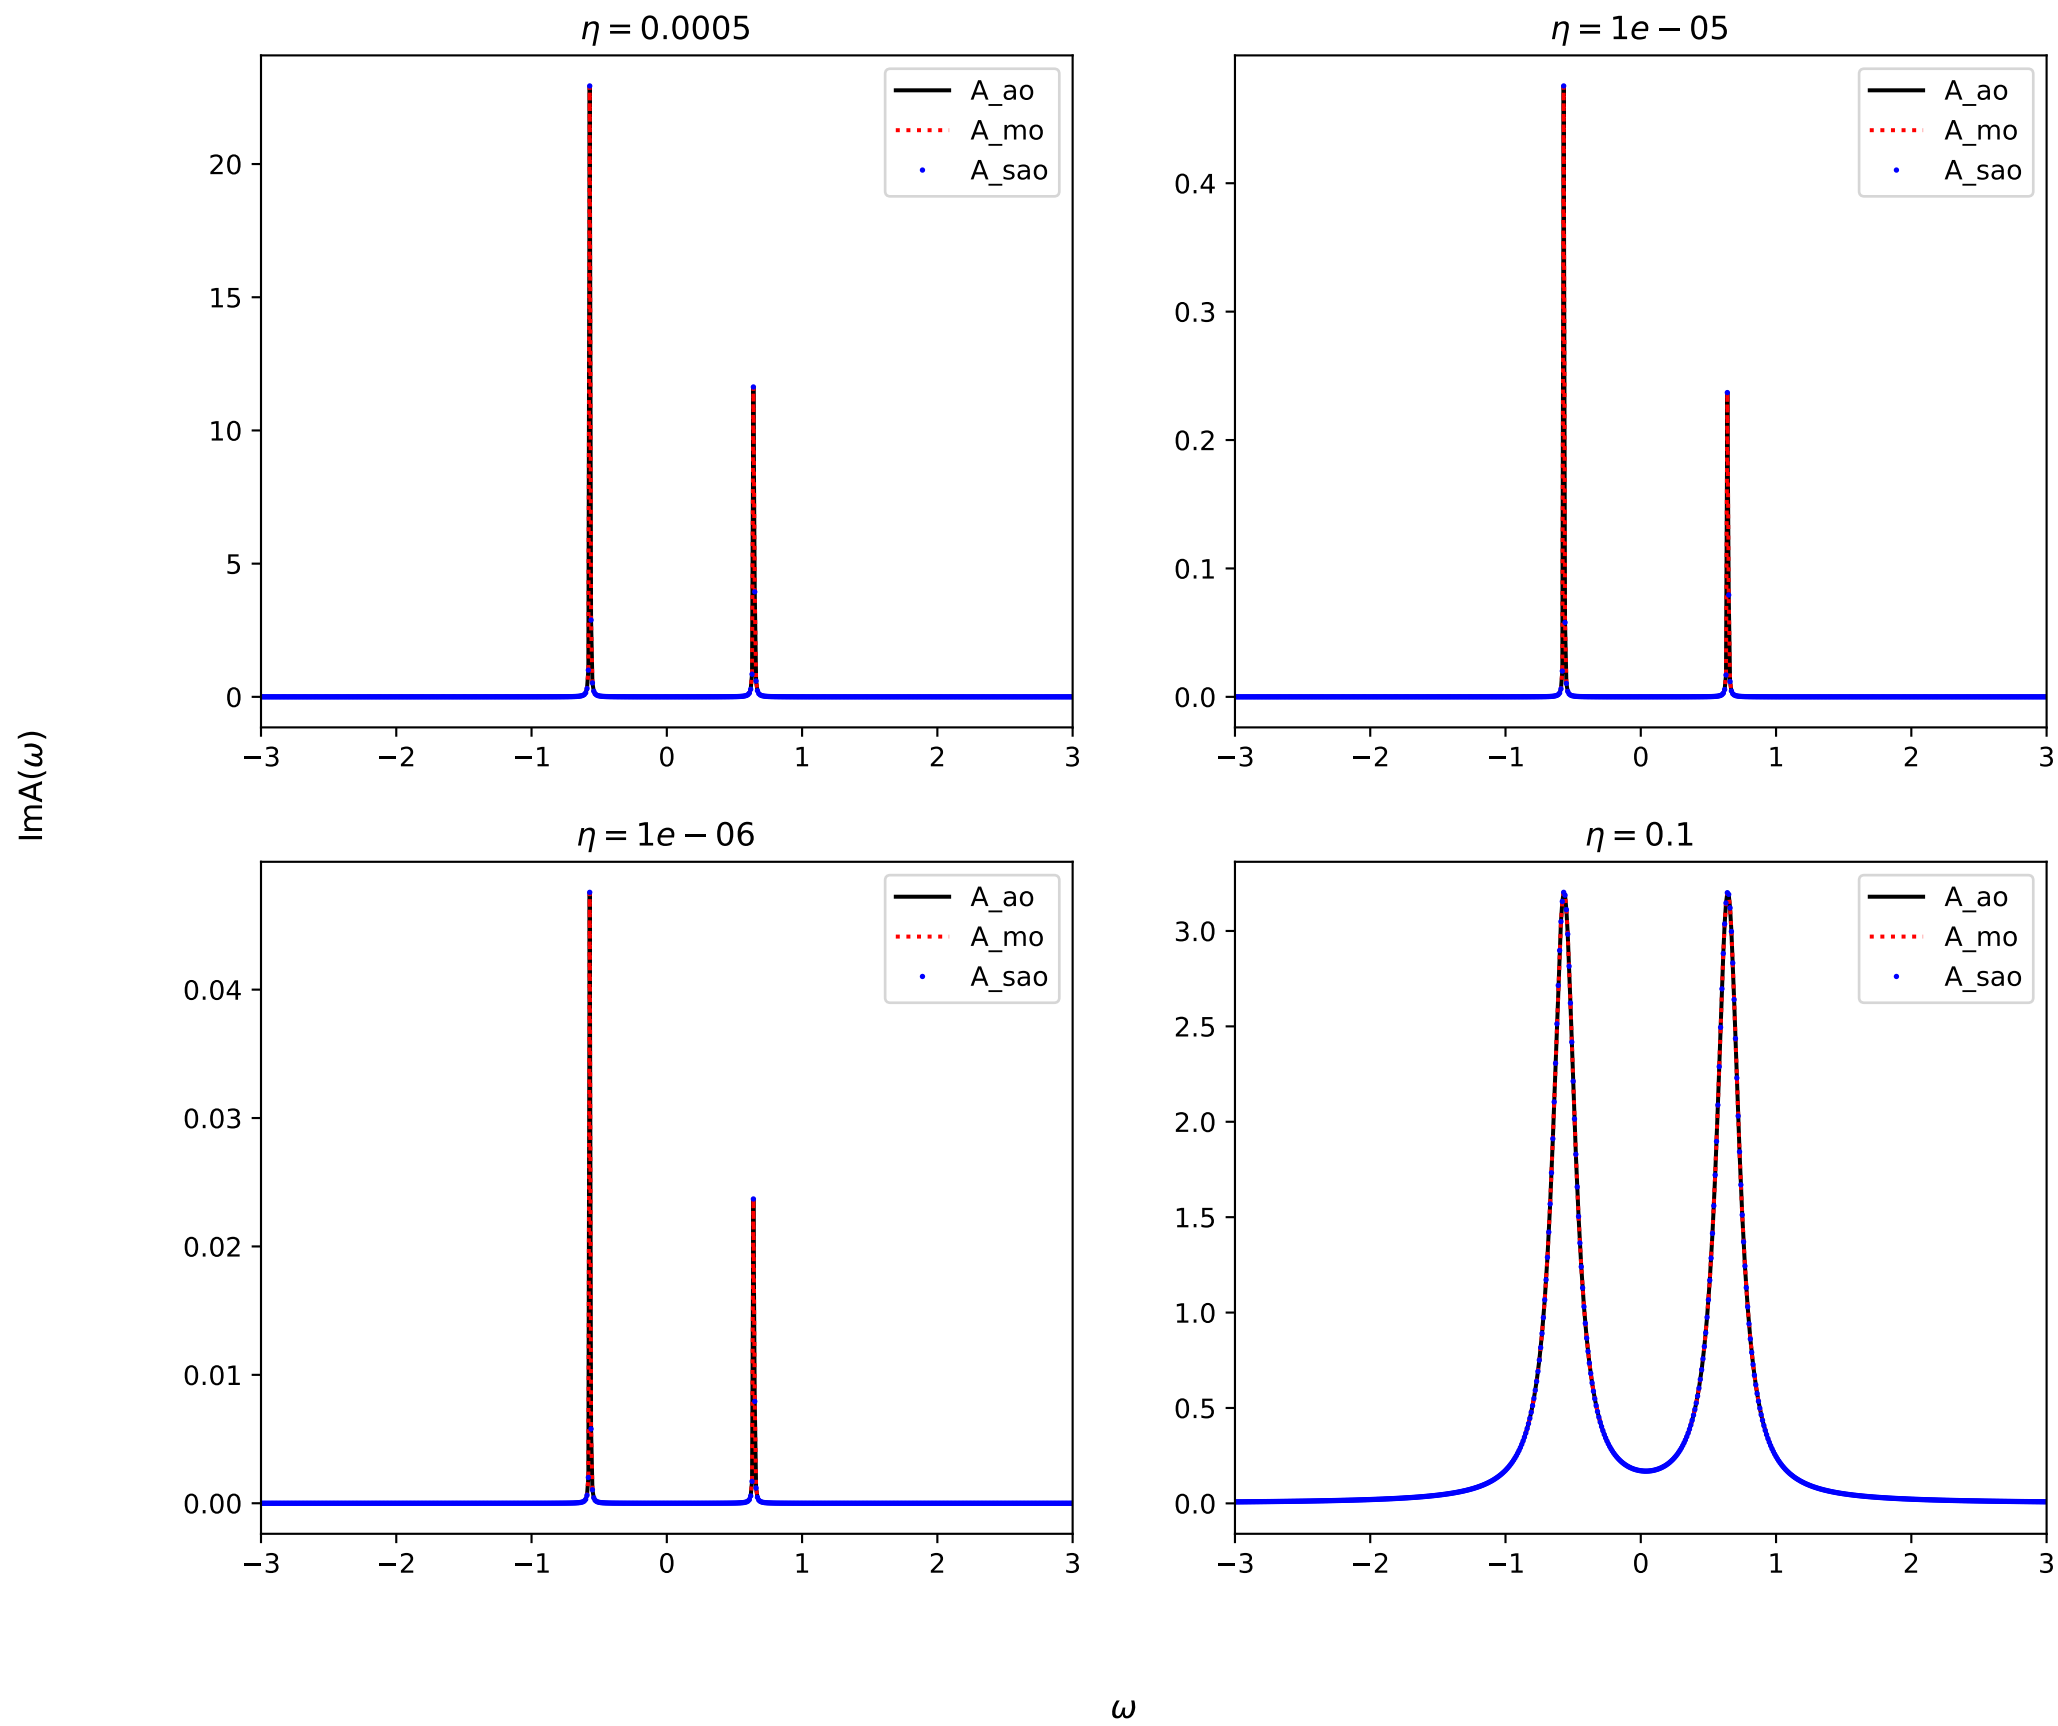 η = 0.0005
A_ao
A_mo
A_sao
20
15
10
5
0
−3 −2 −1 0 1 2 3
η = 1e − 05
A_ao
A_mo
A_sao
0.4
0.3
0.2
0.1
0.0
−3 −2 −1 0 1 2 3
ImA(ω)
η = 1e − 06
A_ao
A_mo
A_sao
0.04
0.03
0.02
0.01
0.00
−3 −2 −1 0 1 2 3
η = 0.1
A_ao
A_mo
A_sao
3.0
2.5
2.0
1.5
1.0
0.5
0.0
−3 −2 −1 0 1 2 3
ω